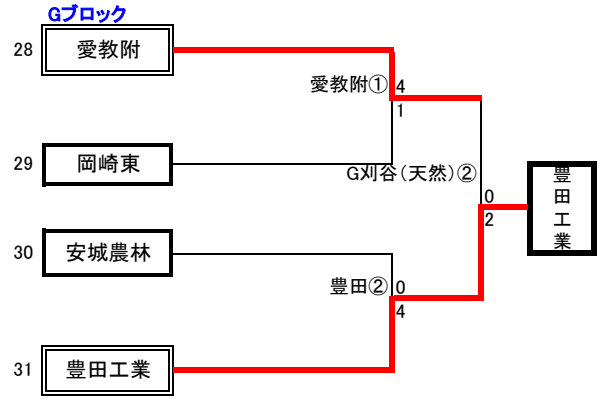 Gブロック
28 愛教附
愛教附① 4
1
29 岡崎東
G刈谷(天然)②
0
2
豊田工業
30 安城農林
豊田② 0
4
31 豊田工業